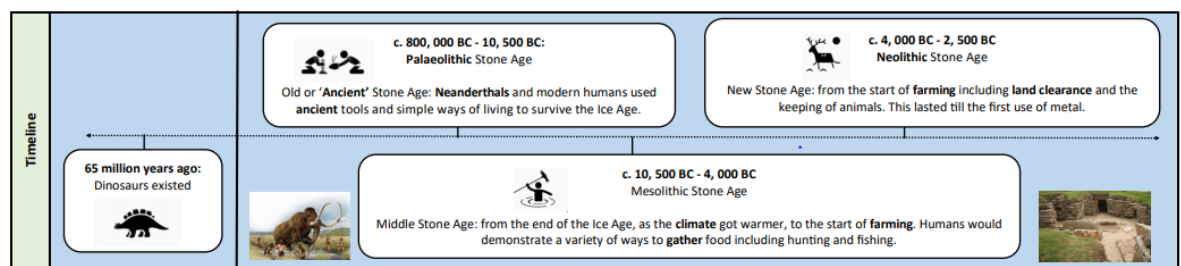 Timeline
c. 800, 000 BC - 10, 500 BC:
Palaeolithic Stone Age
Old or ‘Ancient’ Stone Age: Neanderthals and modern humans used
ancient tools and simple ways of living to survive the Ice Age.
c. 4, 000 BC - 2, 500 BC
Neolithic Stone Age
New Stone Age: from the start of farming including land clearance and the
keeping of animals. This lasted till the first use of metal.
65 million years ago:
Dinosaurs existed
c. 10, 500 BC - 4, 000 BC
Mesolithic Stone Age
Middle Stone Age: from the end of the Ice Age, as the climate got warmer, to the start of farming. Humans would
demonstrate a variety of ways to gather food including hunting and fishing.